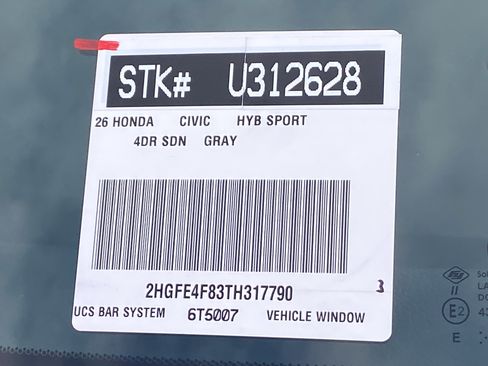 STK# U312628
26 HONDA CIVIC HYB SPORT
4DR SDN GRAY
2HGFE4F83TH317790
3
UCS BAR SYSTEM 6T5007 VEHICLE WINDOW
II
E2
E